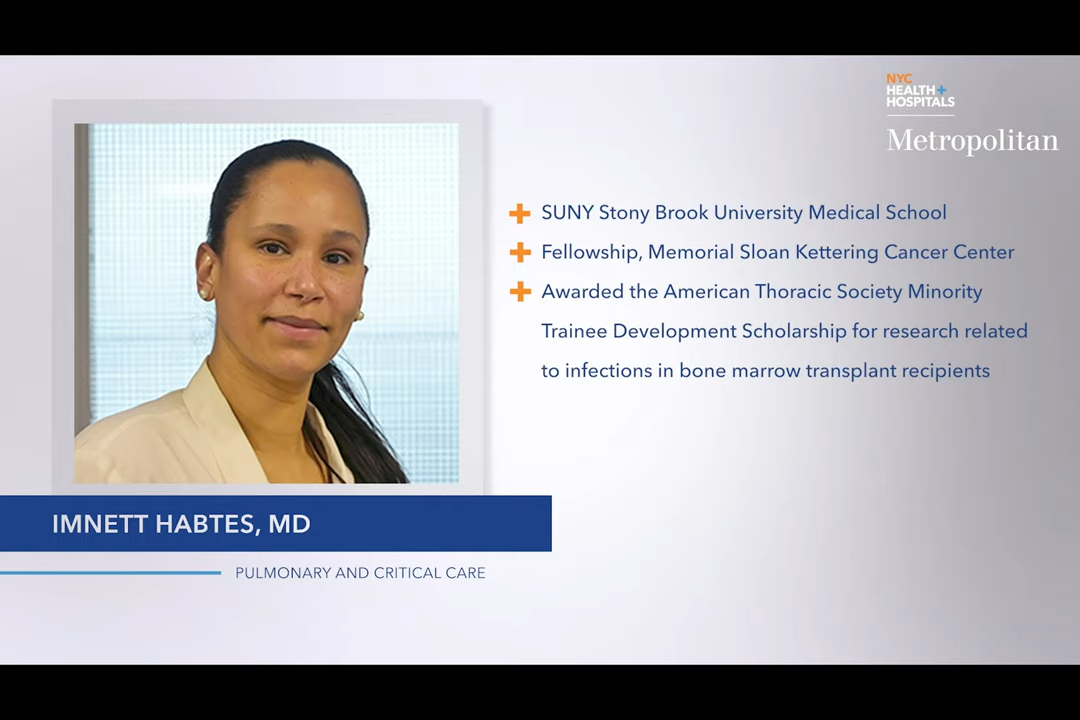 NYC
HEALTH+
HOSPITALS
Metropolitan
SUNY Stony Brook University Medical School
Fellowship, Memorial Sloan Kettering Cancer Center
Awarded the American Thoracic Society Minority
Trainee Development Scholarship for research related
to infections in bone marrow transplant recipients
IMNETT HABTES, MD
PULMONARY AND CRITICAL CARE